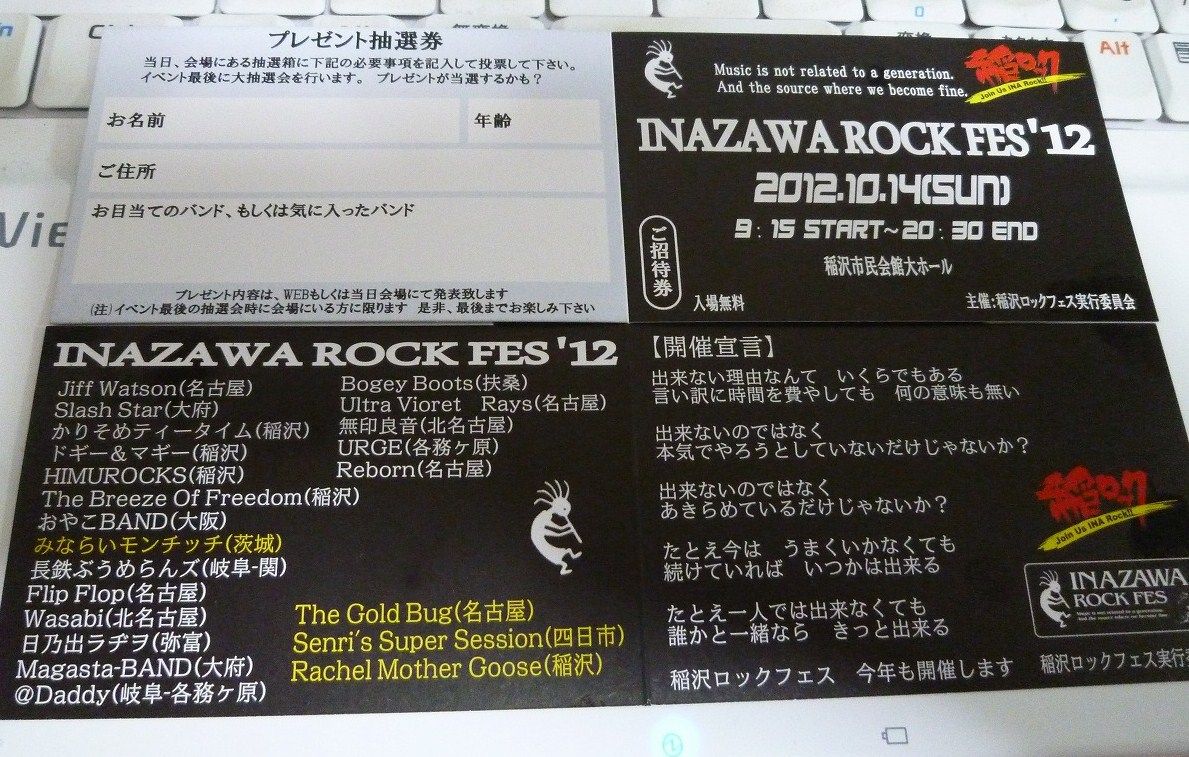 プレゼント抽選券
当日、会場にある抽選箱に下記の必要事項を記入して投票して下さい。
イベント最後に大抽選会を行います。 プレゼントが当選するかも？
お名前
年齢
ご住所
お目当てのバンド、もしくは気に入ったバンド
プレゼント内容は、WEBもしくは当日会場にて発表致します
(注)イベント最後の抽選会時に会場にいる方に限ります 是非、最後までお楽しみ下さい
Music is not related to a generation.
And the source where we become fine.
稲ロック
Join Us INA Rock!!
INAZAWA ROCK FES '12
2012.10.14(SUN)
9：15 START～20：30 END
ご招待券
稲沢市民会館大ホール
入場無料
主催：稲沢ロックフェス実行委員会
INAZAWA ROCK FES '12
Jiff Watson(名古屋)
Slash Star(大府)
かりそめティータイム(稲沢)
ドギー＆マギー(稲沢)
HIMUROCKS(稲沢)
The Breeze Of Freedom(稲沢)
おやこBAND(大阪)
みならいモンチッチ(茨城)
長鉄ぶうめらんズ(岐阜-関)
Flip Flop(名古屋)
Wasabi(北名古屋)
日乃出ラヂヲ(弥富)
Magasta-BAND(大府)
@Daddy(岐阜-各務ヶ原)
Bogey Boots(扶桑)
Ultra Vioret Rays(名古屋)
無印良音(北名古屋)
URGE(各務ヶ原)
Reborn(名古屋)
The Gold Bug(名古屋)
Senri's Super Session(四日市)
Rachel Mother Goose(稲沢)
【開催宣言】
出来ない理由なんて いくらでもある
言い訳に時間を費やしても 何の意味も無い
出来ないのではなく
本気でやろうとしていないだけじゃないか？
出来ないのではなく
あきらめているだけじゃないか？
たとえ今は うまくいかなくても
続けていれば いつかは出来る
たとえ一人では出来なくても
誰かと一緒なら きっと出来る
稲沢ロックフェス 今年も開催します
稲ロック
Join Us INA Rock!!
INAZAWA
ROCK FES
Music is not related to a generation.
And the source where we become fine.
稲沢ロックフェス実行委
Alt
Vie